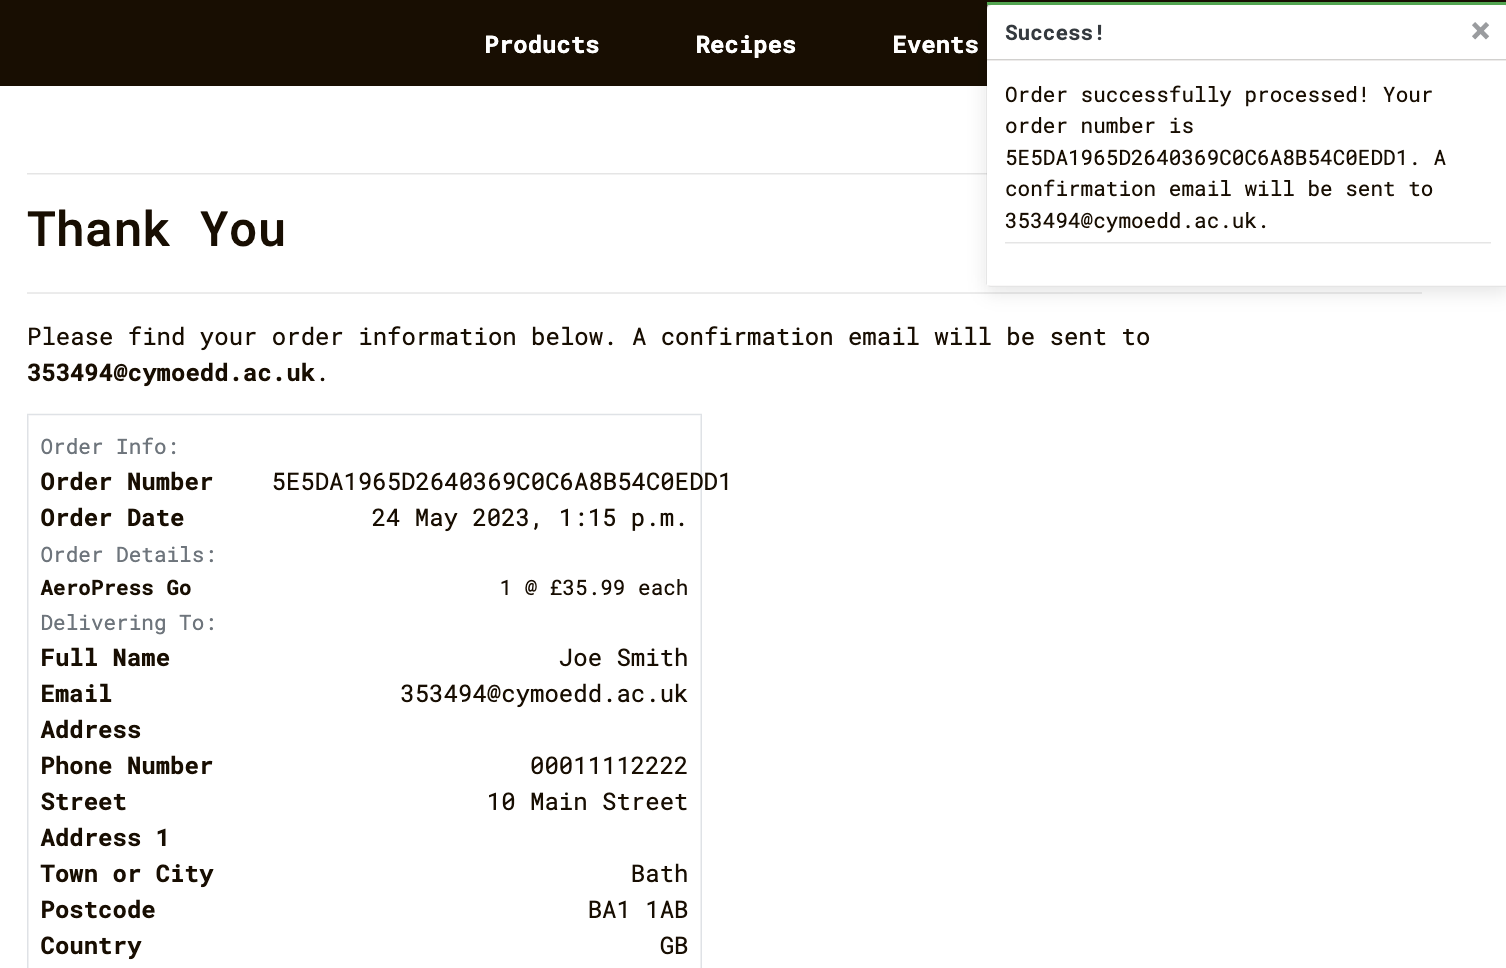 Products Recipes Events
Success!
Order successfully processed! Your
order number is
5E5DA1965D2640369C0C6A8B54C0EDD1. A
confirmation email will be sent to
353494@cymoedd.ac.uk.
Thank You
Please find your order information below. A confirmation email will be sent to
353494@cymoedd.ac.uk.
Order Info:
Order Number 5E5DA1965D2640369C0C6A8B54C0EDD1
Order Date 24 May 2023, 1:15 p.m.
Order Details:
AeroPress Go 1 @ £35.99 each
Delivering To:
Full Name Joe Smith
Email 353494@cymoedd.ac.uk
Address
Phone Number 00011112222
Street 10 Main Street
Address 1
Town or City Bath
Postcode BA1 1AB
Country GB